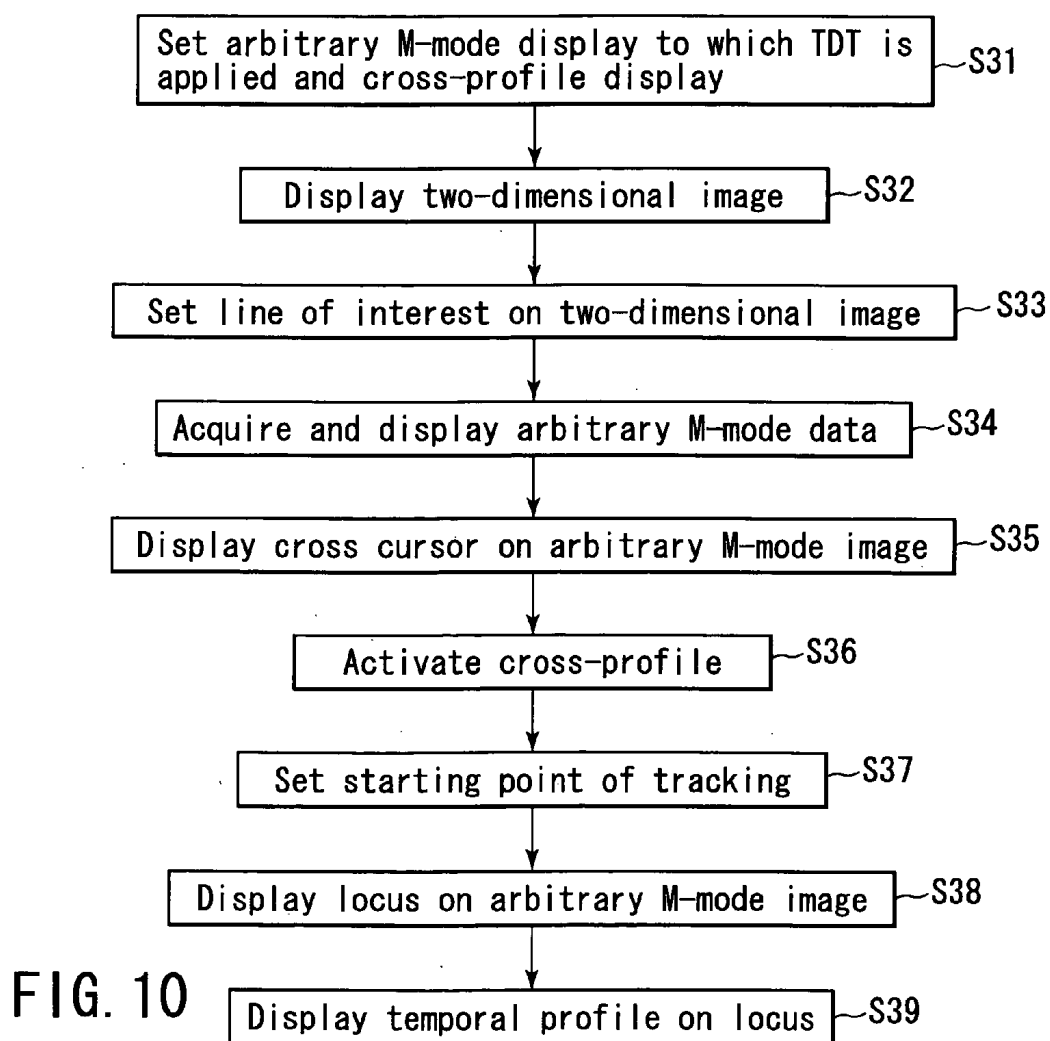 Set arbitrary M-mode display to which TDT is
applied and cross-profile display
S31
Display two-dimensional image
S32
Set line of interest on two-dimensional image
S33
Acquire and display arbitrary M-mode data
S34
Display cross cursor on arbitrary M-mode image
S35
Activate cross-profile
S36
Set starting point of tracking
S37
Display locus on arbitrary M-mode image
S38
Display temporal profile on locus
S39
FIG. 10